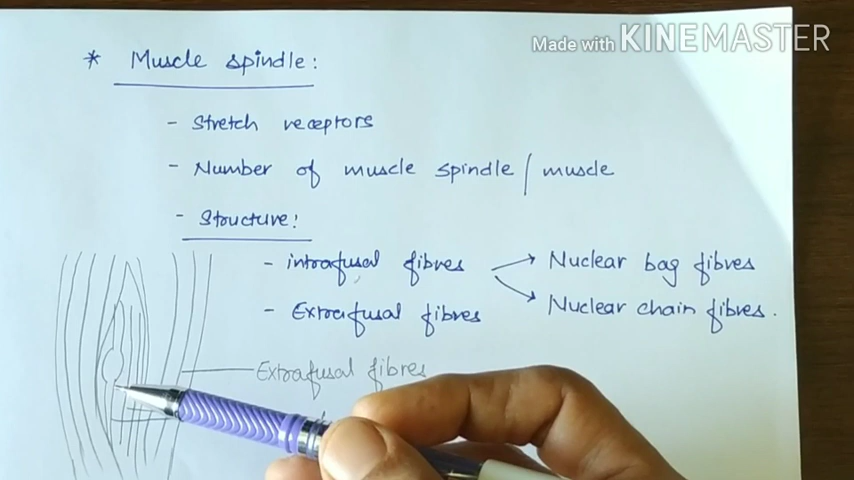 Made with KINEMASTER
* Muscle spindle:
- Stretch receptors
- Number of muscle spindle / muscle
- Structure:
- intrafusal fibres → Nuclear bag fibres
→ Nuclear chain fibres.
- Extrafusal fibres
Extrafusal fibres